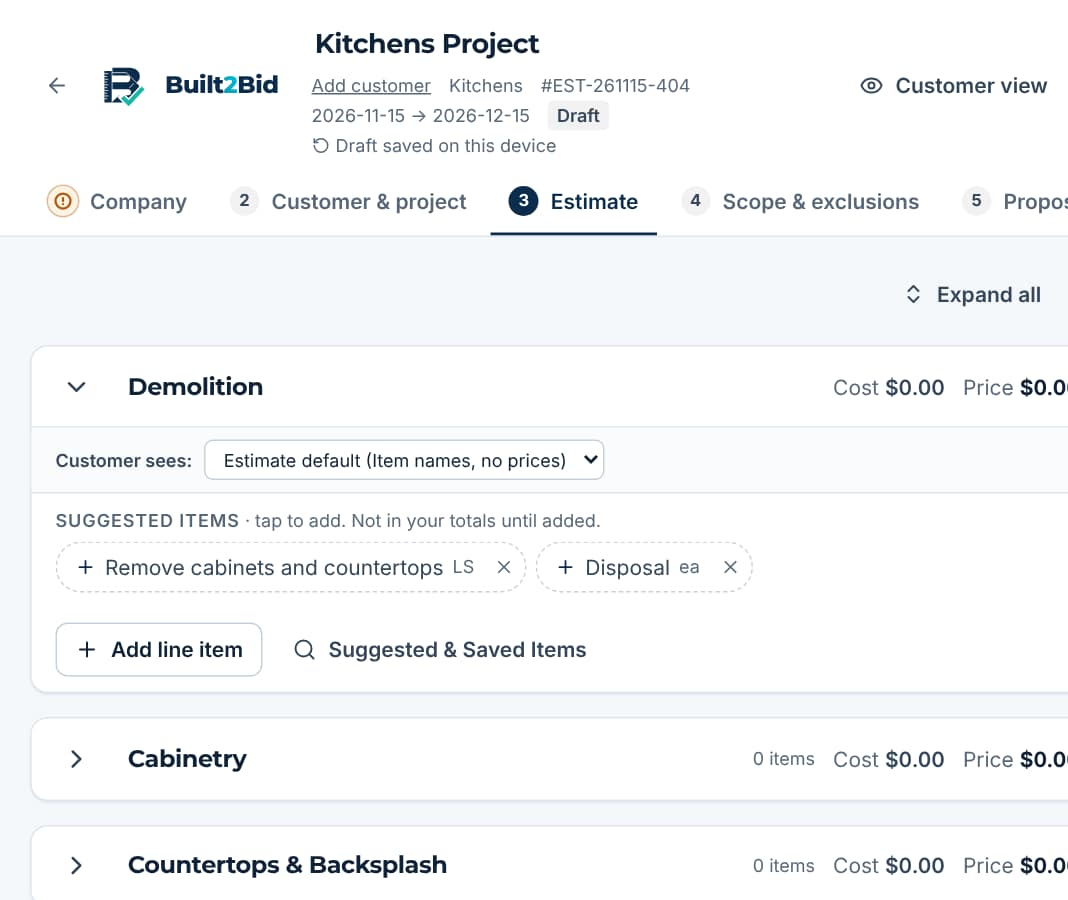 Kitchens Project
Built2Bid
Add customer Kitchens #EST-261115-404
Customer view
2026-11-15 → 2026-12-15 Draft
Draft saved on this device
Company 2 Customer & project 3 Estimate 4 Scope & exclusions 5 Propos
Expand all
Demolition Cost $0.00 Price $0.0
Customer sees: Estimate default (Item names, no prices)
SUGGESTED ITEMS · tap to add. Not in your totals until added.
+ Remove cabinets and countertops LS × + Disposal ea ×
+ Add line item Suggested & Saved Items
Cabinetry 0 items Cost $0.00 Price $0.0
Countertops & Backsplash 0 items Cost $0.00 Price $0.0